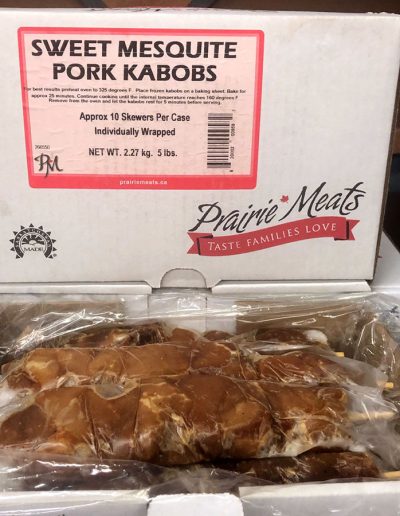 SWEET MESQUITE
PORK KABOBS
For best results preheat oven to 325 degrees F. Place frozen kabobs on a baking sheet. Bake for
approx 25 minutes. Continue cooking until the internal temperature reaches 160 degrees F.
Remove from the oven and let the kabobs rest for 5 minutes before serving.
Approx 10 Skewers Per Case
Individually Wrapped
NET WT. 2.27 kg. 5 lbs.
PM
prairiemeats.ca
Prairie Meats
TASTE FAMILIES LOVE
MADE